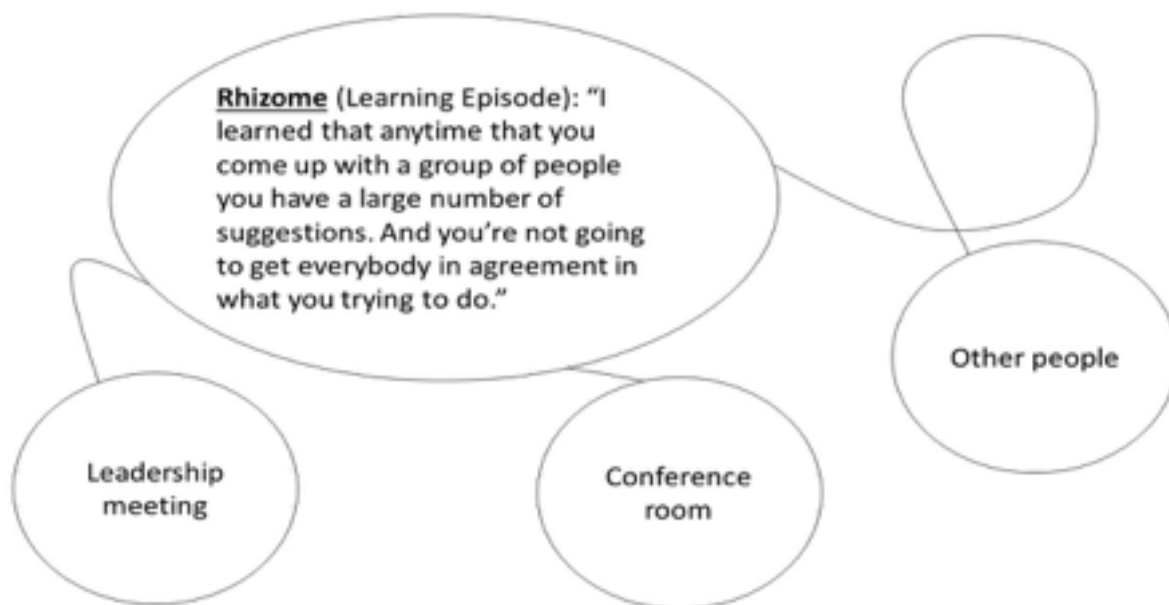 Rhizome (Learning Episode): “I
learned that anytime that you
come up with a group of people
you have a large number of
suggestions. And you’re not going
to get everybody in agreement in
what you trying to do.”
Other people
Leadership
meeting
Conference
room